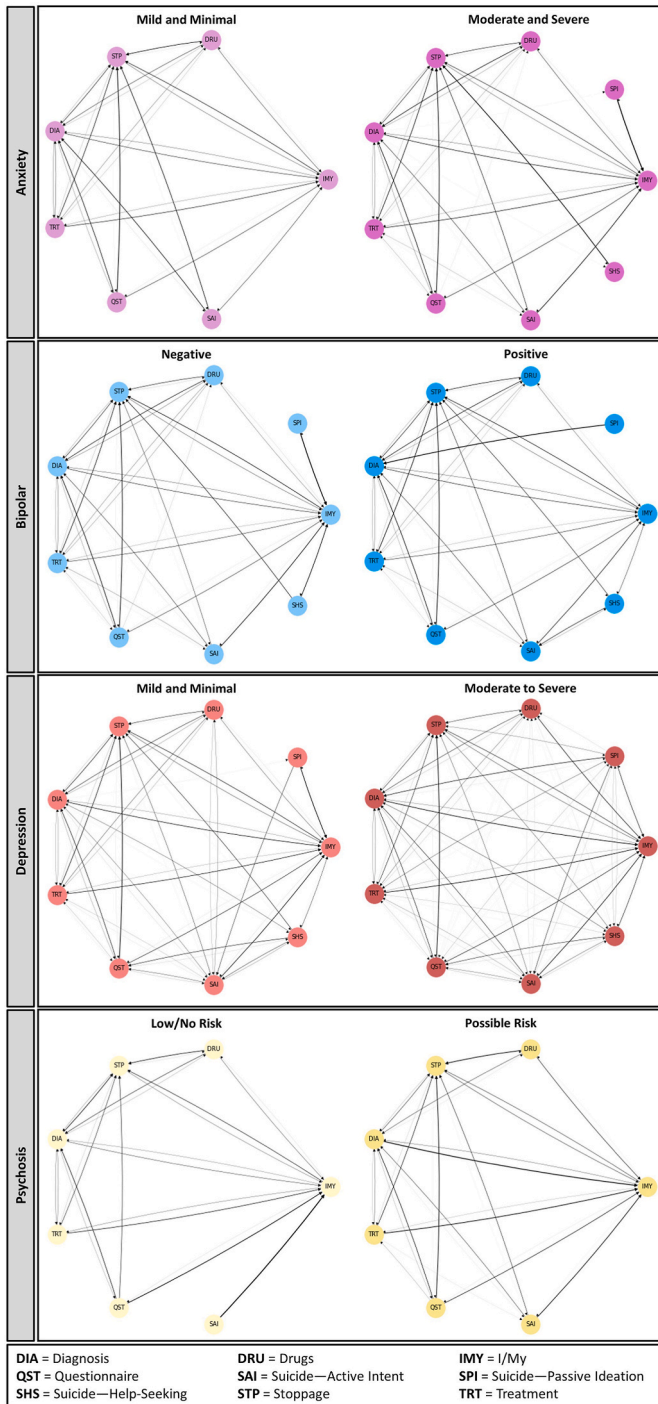 Mild and Minimal
Moderate and Severe
Anxiety
DRU
STP
DIA
IMY
TRT
QST
SAI
DRU
STP
SPI
DIA
IMY
TRT
SHS
QST
SAI
Negative
Positive
Bipolar
DRU
STP
SPI
DIA
IMY
TRT
SHS
QST
SAI
DRU
STP
SPI
DIA
IMY
TRT
SHS
QST
SAI
Mild and Minimal
Moderate to Severe
Depression
DRU
STP
SPI
DIA
IMY
TRT
SHS
QST
SAI
DRU
STP
SPI
DIA
IMY
TRT
SHS
QST
SAI
Low/No Risk
Possible Risk
Psychosis
DRU
STP
DIA
IMY
TRT
QST
SAI
DRU
STP
DIA
IMY
TRT
QST
SAI
DIA = Diagnosis DRU = Drugs IMY = I/My
QST = Questionnaire SAI = Suicide—Active Intent SPI = Suicide—Passive Ideation
SHS = Suicide—Help-Seeking STP = Stoppage TRT = Treatment